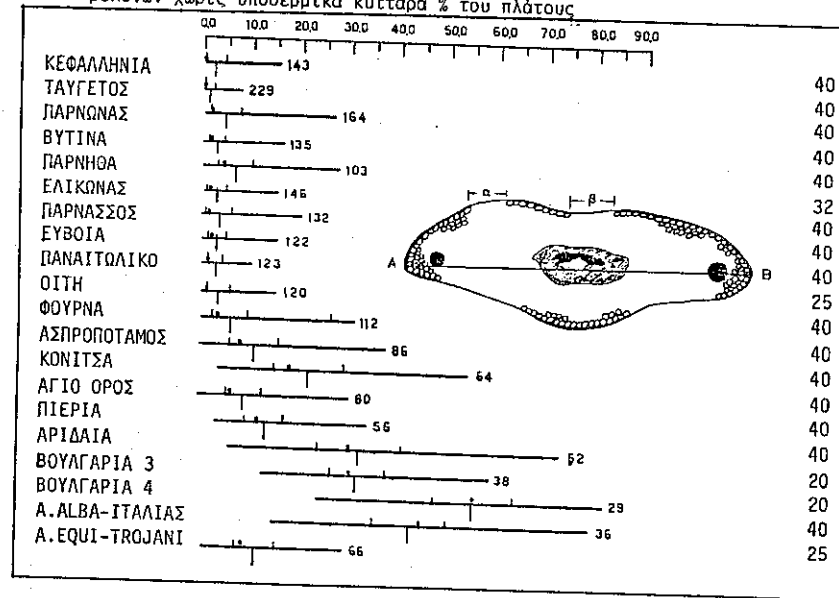 βελονών χωρίς υποδερμικά κύτταρα % του πλάτους
0,0 10,0 20,0 30,0 40,0 50,0 60,0 70,0 80,0 90,0
ΚΕΦΑΛΛΗΝΙΑ 143 40
ΤΑΥΓΕΤΟΣ 229 40
ΠΑΡΝΩΝΑΣ 164 40
ΒΥΤΙΝΑ 135 40
ΠΑΡΝΗΘΑ 103 40
ΕΛΙΚΩΝΑΣ 146 32
ΠΑΡΝΑΣΣΟΣ 132 40
ΕΥΒΟΙΑ 122 40
ΠΑΝΑΙΤΩΛΙΚΟ 123 40
ΟΙΤΗ 120 25
ΦΟΥΡΝΑ 112 40
ΑΣΠΡΟΠΟΤΑΜΟΣ 86 40
ΚΟΝΙΤΣΑ 64 40
ΑΓΙΟ ΟΡΟΣ 80 40
ΠΙΕΡΙΑ 56 40
ΑΡΙΔΑΙΑ 62 40
ΒΟΥΛΓΑΡΙΑ 3 38 20
ΒΟΥΛΓΑΡΙΑ 4 29 20
A.ALBA-ΙΤΑΛΙΑΣ 36 40
A.EQUI-TROJANI 66 25
α β
A B